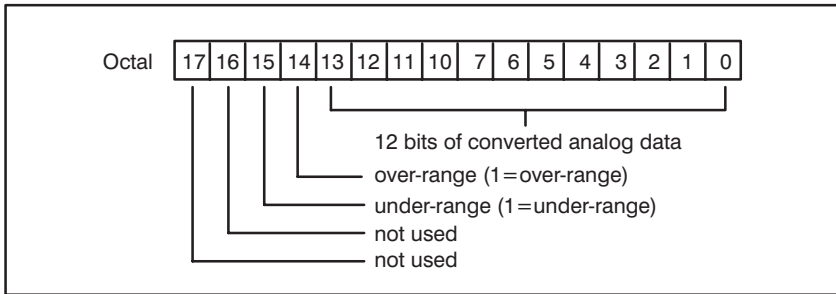 Octal 17 16 15 14 13 12 11 10 7 6 5 4 3 2 1 0
12 bits of converted analog data
over-range (1=over-range)
under-range (1=under-range)
not used
not used